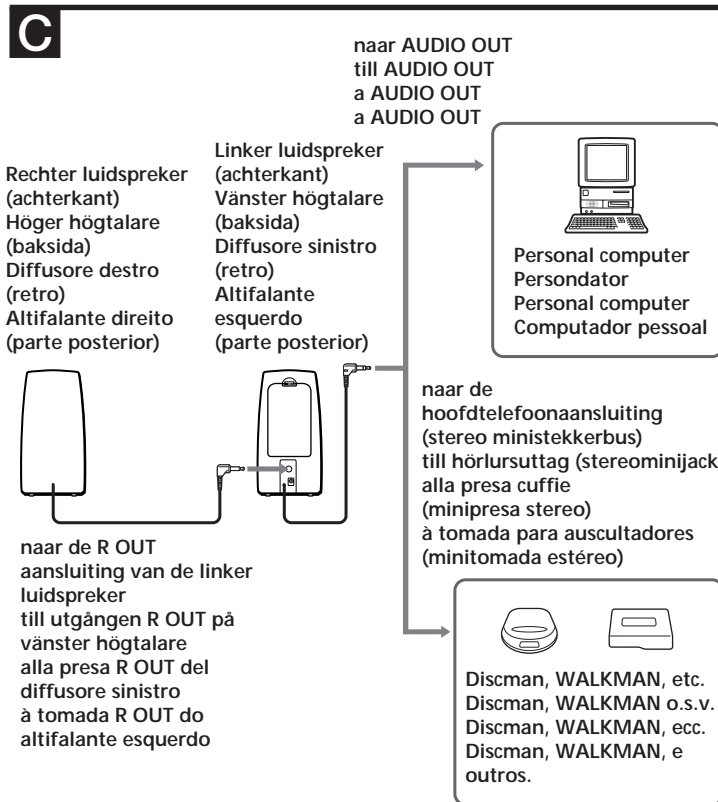 C
naar AUDIO OUT
till AUDIO OUT
a AUDIO OUT
a AUDIO OUT
Rechter luidspreker
(achterkant)
Höger högtalare
(baksida)
Diffusore destro
(retro)
Altifalante direito
(parte posterior)
Linker luidspreker
(achterkant)
Vänster högtalare
(baksida)
Diffusore sinistro
(retro)
Altifalante
esquerdo
(parte posterior)
Personal computer
Persondator
Personal computer
Computador pessoal
naar de
hoofdtelefoonaansluiting
(stereo ministekkerbus)
till hörlursuttag (stereominijack
alla presa cuffie
(minipresa stereo)
à tomada para auscultadores
(minitomada estéreo)
naar de R OUT
aansluiting van de linker
luidspreker
till utgången R OUT på
vänster högtalare
alla presa R OUT del
diffusore sinistro
à tomada R OUT do
altifalante esquerdo
Discman, WALKMAN, etc.
Discman, WALKMAN o.s.v.
Discman, WALKMAN, ecc.
Discman, WALKMAN, e
outros.